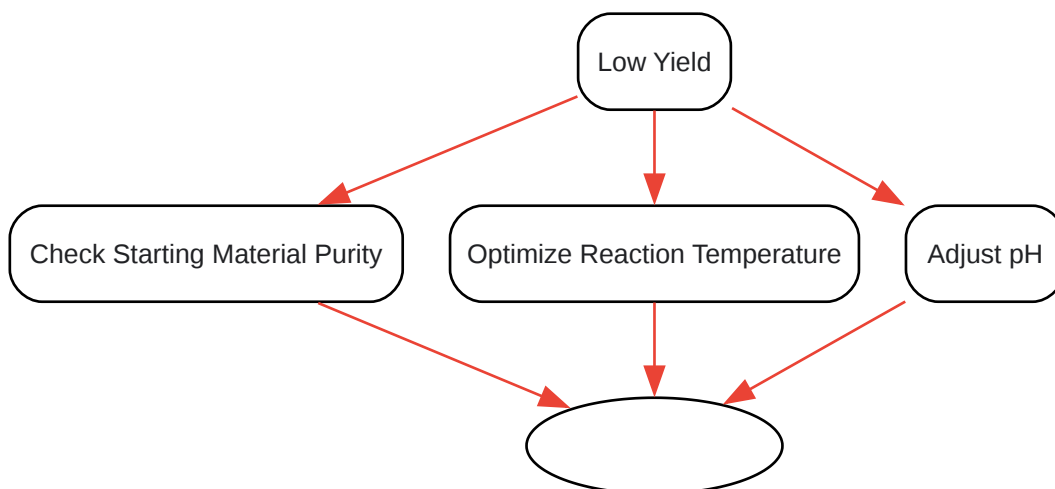 Low Yield
Check Starting Material Purity
Optimize Reaction Temperature
Adjust pH